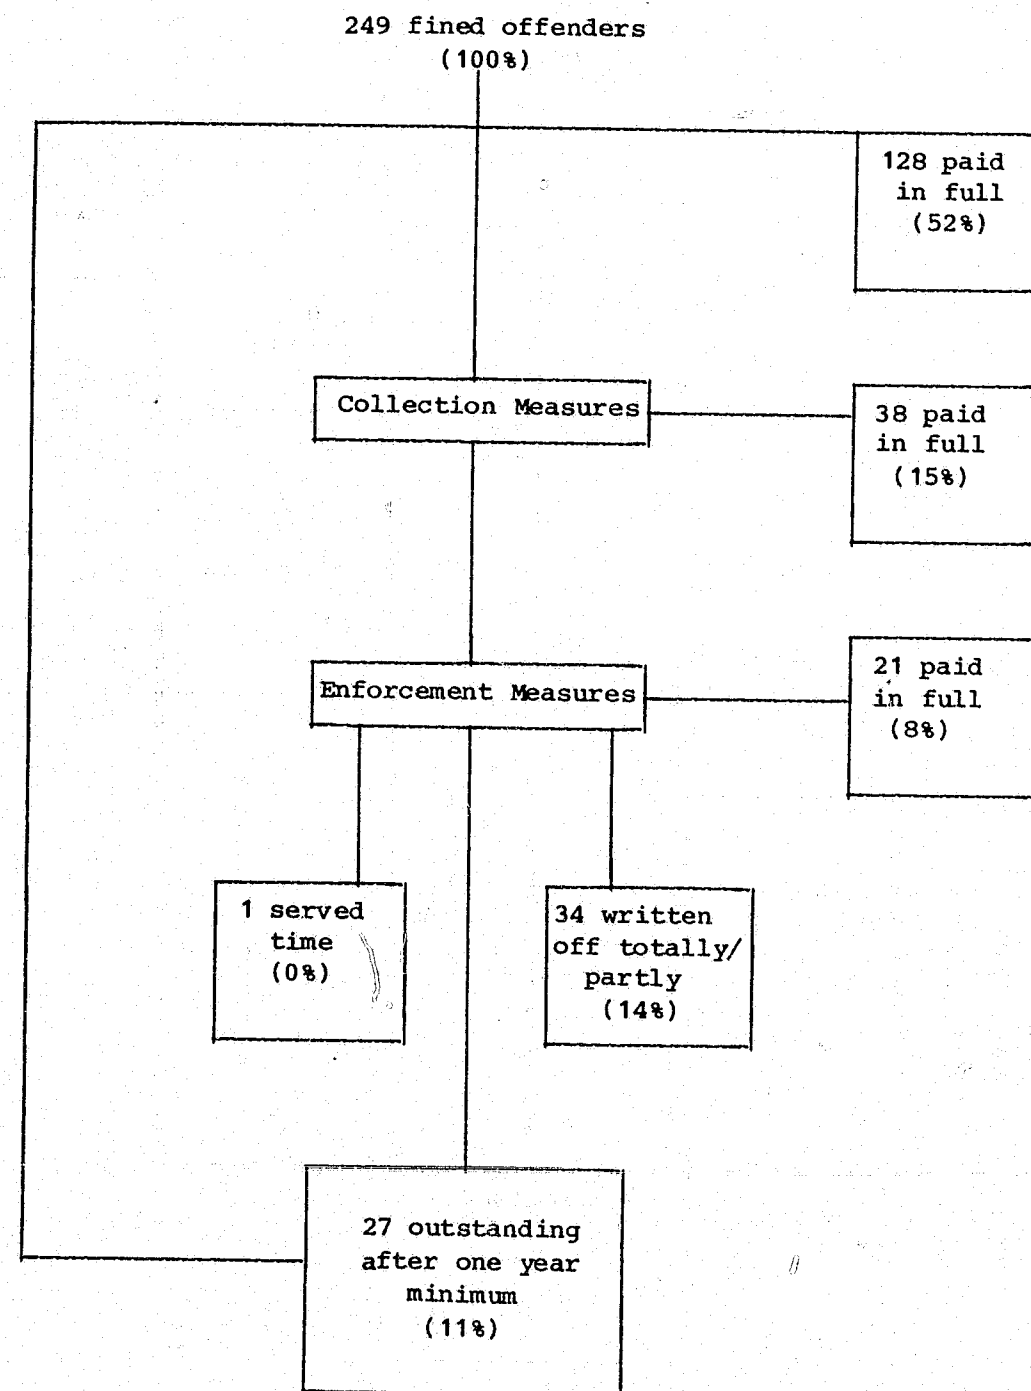 249 fined offenders
(100%)
128 paid
in full
(52%)
Collection Measures
38 paid
in full
(15%)
Enforcement Measures
21 paid
in full
(8%)
1 served
time
(0%)
34 written
off totally/
partly
(14%)
27 outstanding
after one year
minimum
(11%)